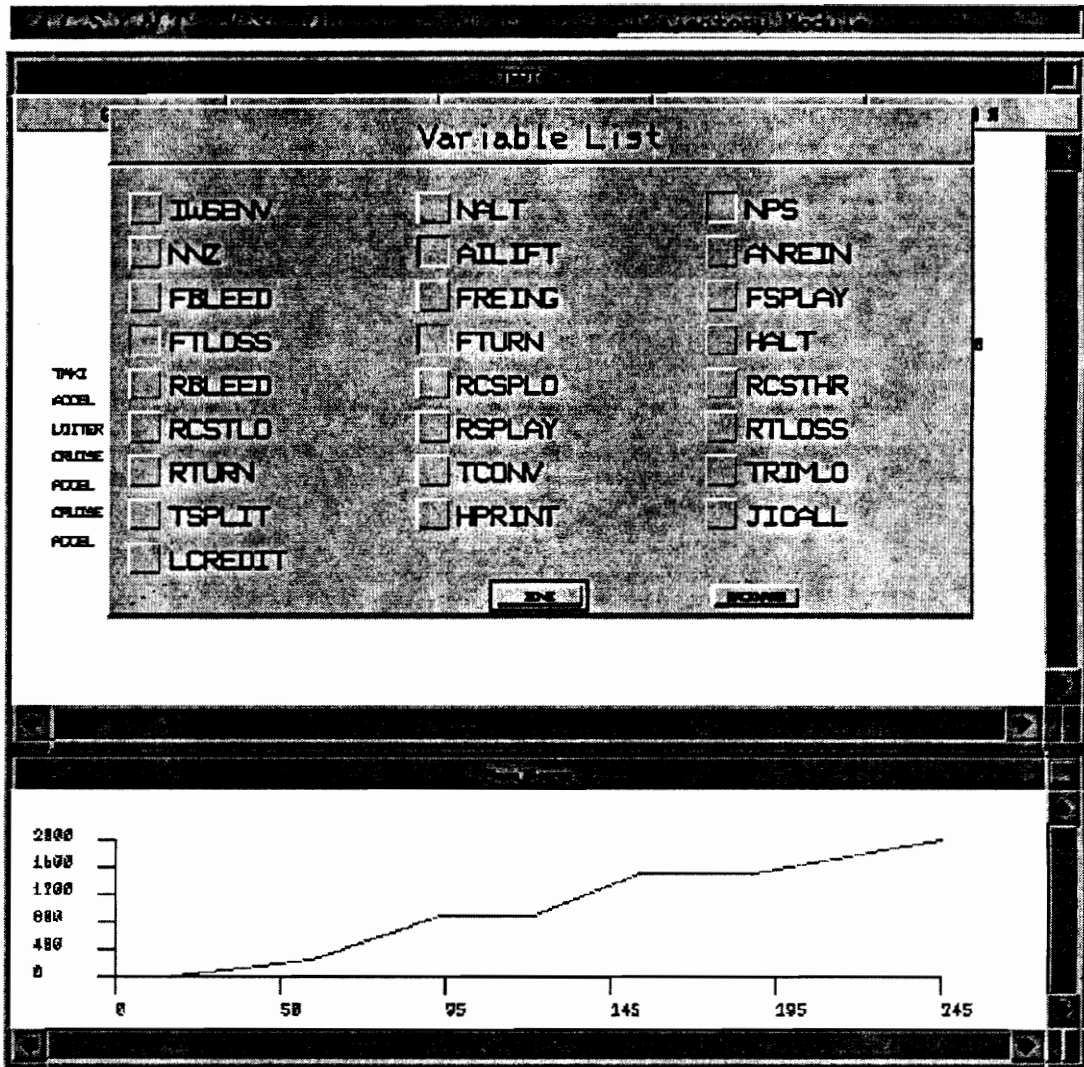 Variable List
IWSENV NALT NPS
NNZ AILIFT ANREIN
FBLEED FREING FSPLAY
FTLOSS FTURN HALT
TAXI
RBLEED RCSPLO RCSTHR
ACCEL
LOITER RCSTLO RSPLAY RTLOSS
CRUISE
RTURN TCONV TRIMLO
ACCEL
CRUISE TSPLIT HPRINT JICALL
ACCEL
LCREDIT
DONE
2000
1600
1200
800
400
0
0 50 95 145 195 245